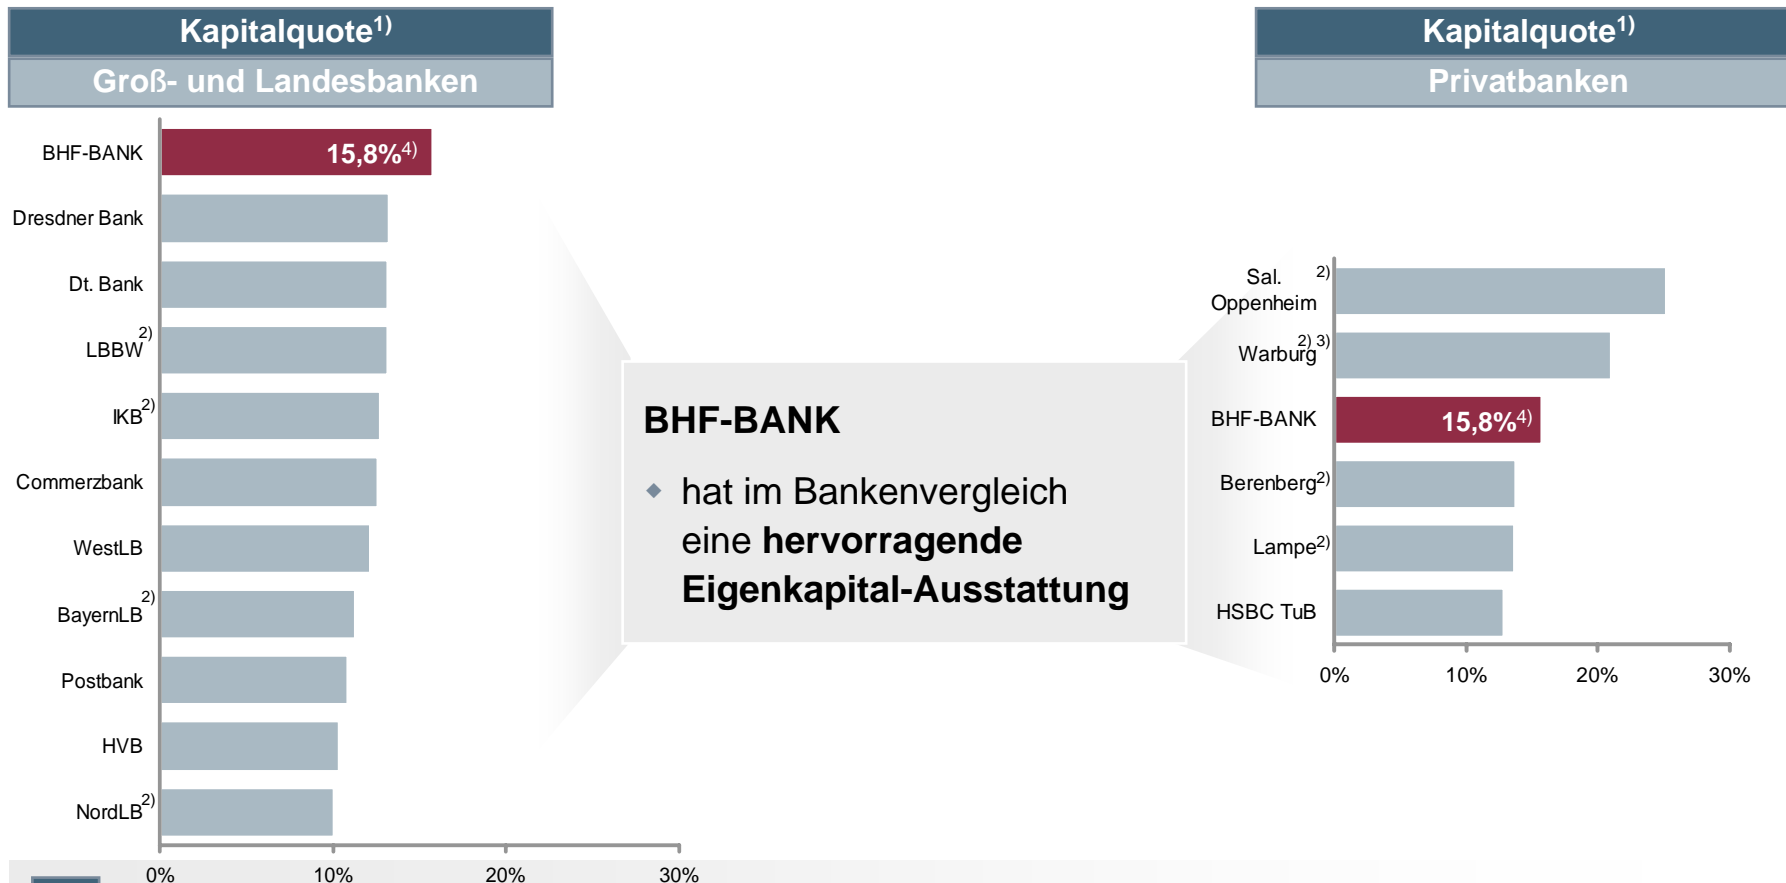 Kapitalquote1)
Groß- und Landesbanken
BHF-BANK
15,8%4)
Dresdner Bank
Dt. Bank
LBBW2)
IKB2)
Commerzbank
WestLB
BayernLB2)
Postbank
HVB
NordLB2)
0% 10% 20% 30%
BHF-BANK
hat im Bankenvergleich
eine hervorragende
Eigenkapital-Ausstattung
Kapitalquote1)
Privatbanken
Sal. 2)
Oppenheim
Warburg2) 3)
BHF-BANK
15,8%4)
Berenberg2)
Lampe2)
HSBC TuB
0% 10% 20% 30%